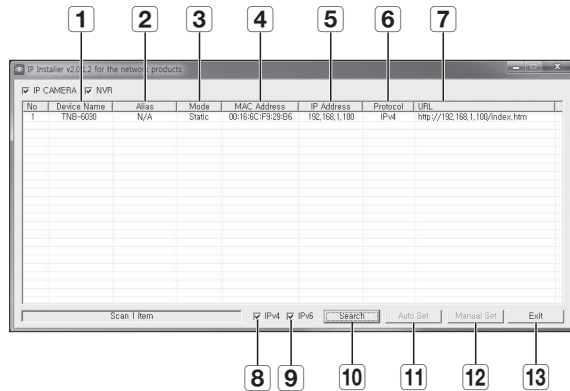 1 2 3 4 5 6 7
IP Installer v2.0.1.2 for the network products
IP CAMERA NVR
No Device Name Alias Mode MAC Address IP Address Protocol URL
1 TNB-6030 N/A Static 00:16:6C:F9:29:B6 192,168,1,100 IPv4 http://192,168,1,100/index,htm
Scan 1 Item IPv4 IPv6 Search Auto Set Manual Set Exit
8 9 10 11 12 13